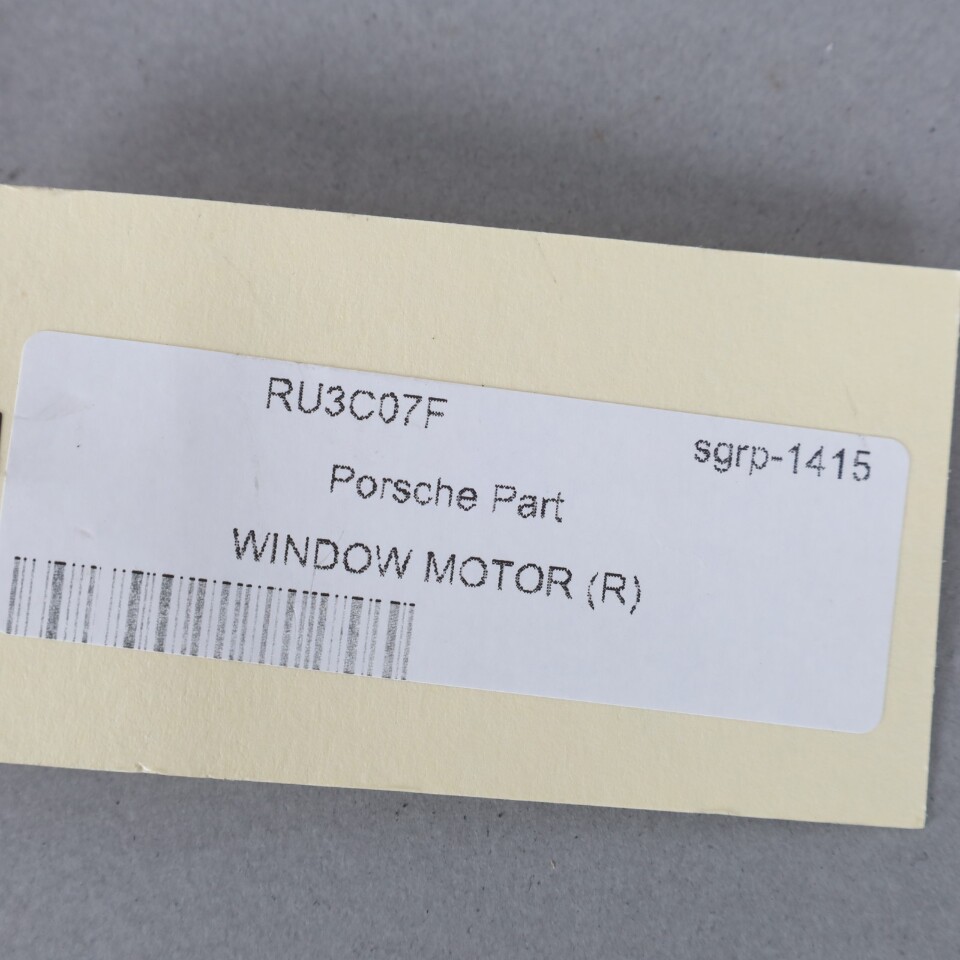 RU3C07F
sgrp-1415
Porsche Part
WINDOW MOTOR (R)